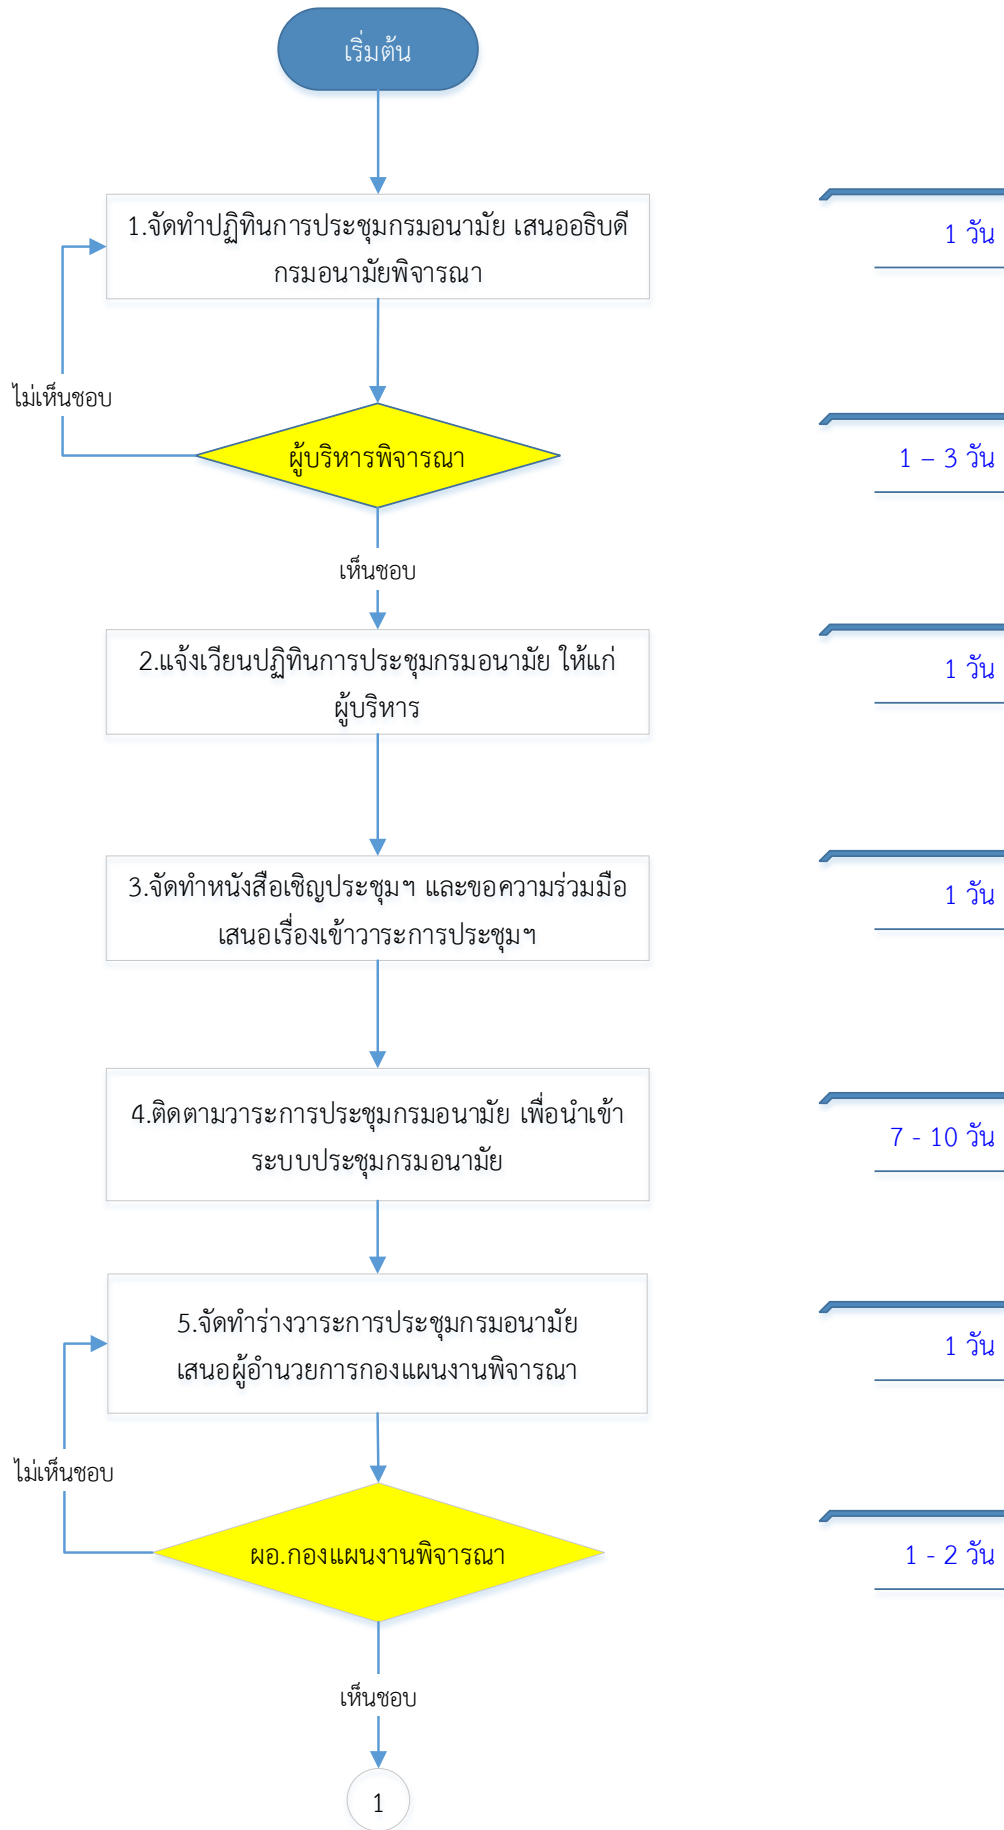 เริ่มต้น
1.จัดทำปฏิทินการประชุมกรมอนามัย เสนออธิบดี
กรมอนามัยพิจารณา
1 วัน
ไม่เห็นชอบ
ผู้บริหารพิจารณา
1 – 3 วัน
เห็นชอบ
2.แจ้งเวียนปฏิทินการประชุมกรมอนามัย ให้แก่
ผู้บริหาร
1 วัน
3.จัดทำหนังสือเชิญประชุมฯ และขอความร่วมมือ
เสนอเรื่องเข้าวาระการประชุมฯ
1 วัน
4.ติดตามวาระการประชุมกรมอนามัย เพื่อนำเข้า
ระบบประชุมกรมอนามัย
7 - 10 วัน
5.จัดทำร่างวาระการประชุมกรมอนามัย
เสนอผู้อำนวยการกองแผนงานพิจารณา
1 วัน
ไม่เห็นชอบ
ผอ.กองแผนงานพิจารณา
1 - 2 วัน
เห็นชอบ
1